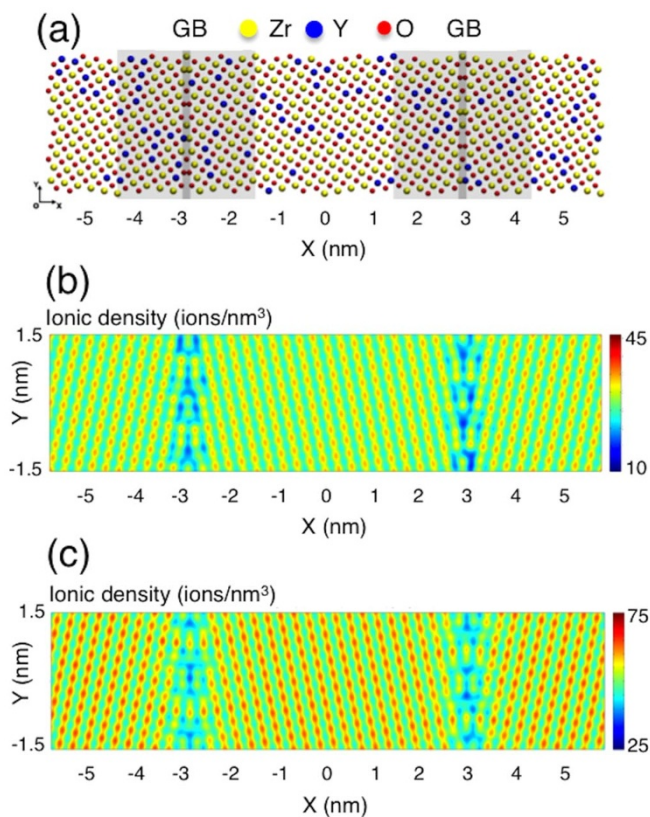 (a)
GB Zr Y O GB
Y
O X
-5 -4 -3 -2 -1 0 1 2 3 4 5
X (nm)
(b)
Ionic density (ions/nm³)
1.5 45
Y (nm)
-1.5 10
-5 -4 -3 -2 -1 0 1 2 3 4 5
X (nm)
(c)
Ionic density (ions/nm³)
1.5 75
Y (nm)
-1.5 25
-5 -4 -3 -2 -1 0 1 2 3 4 5
X (nm)